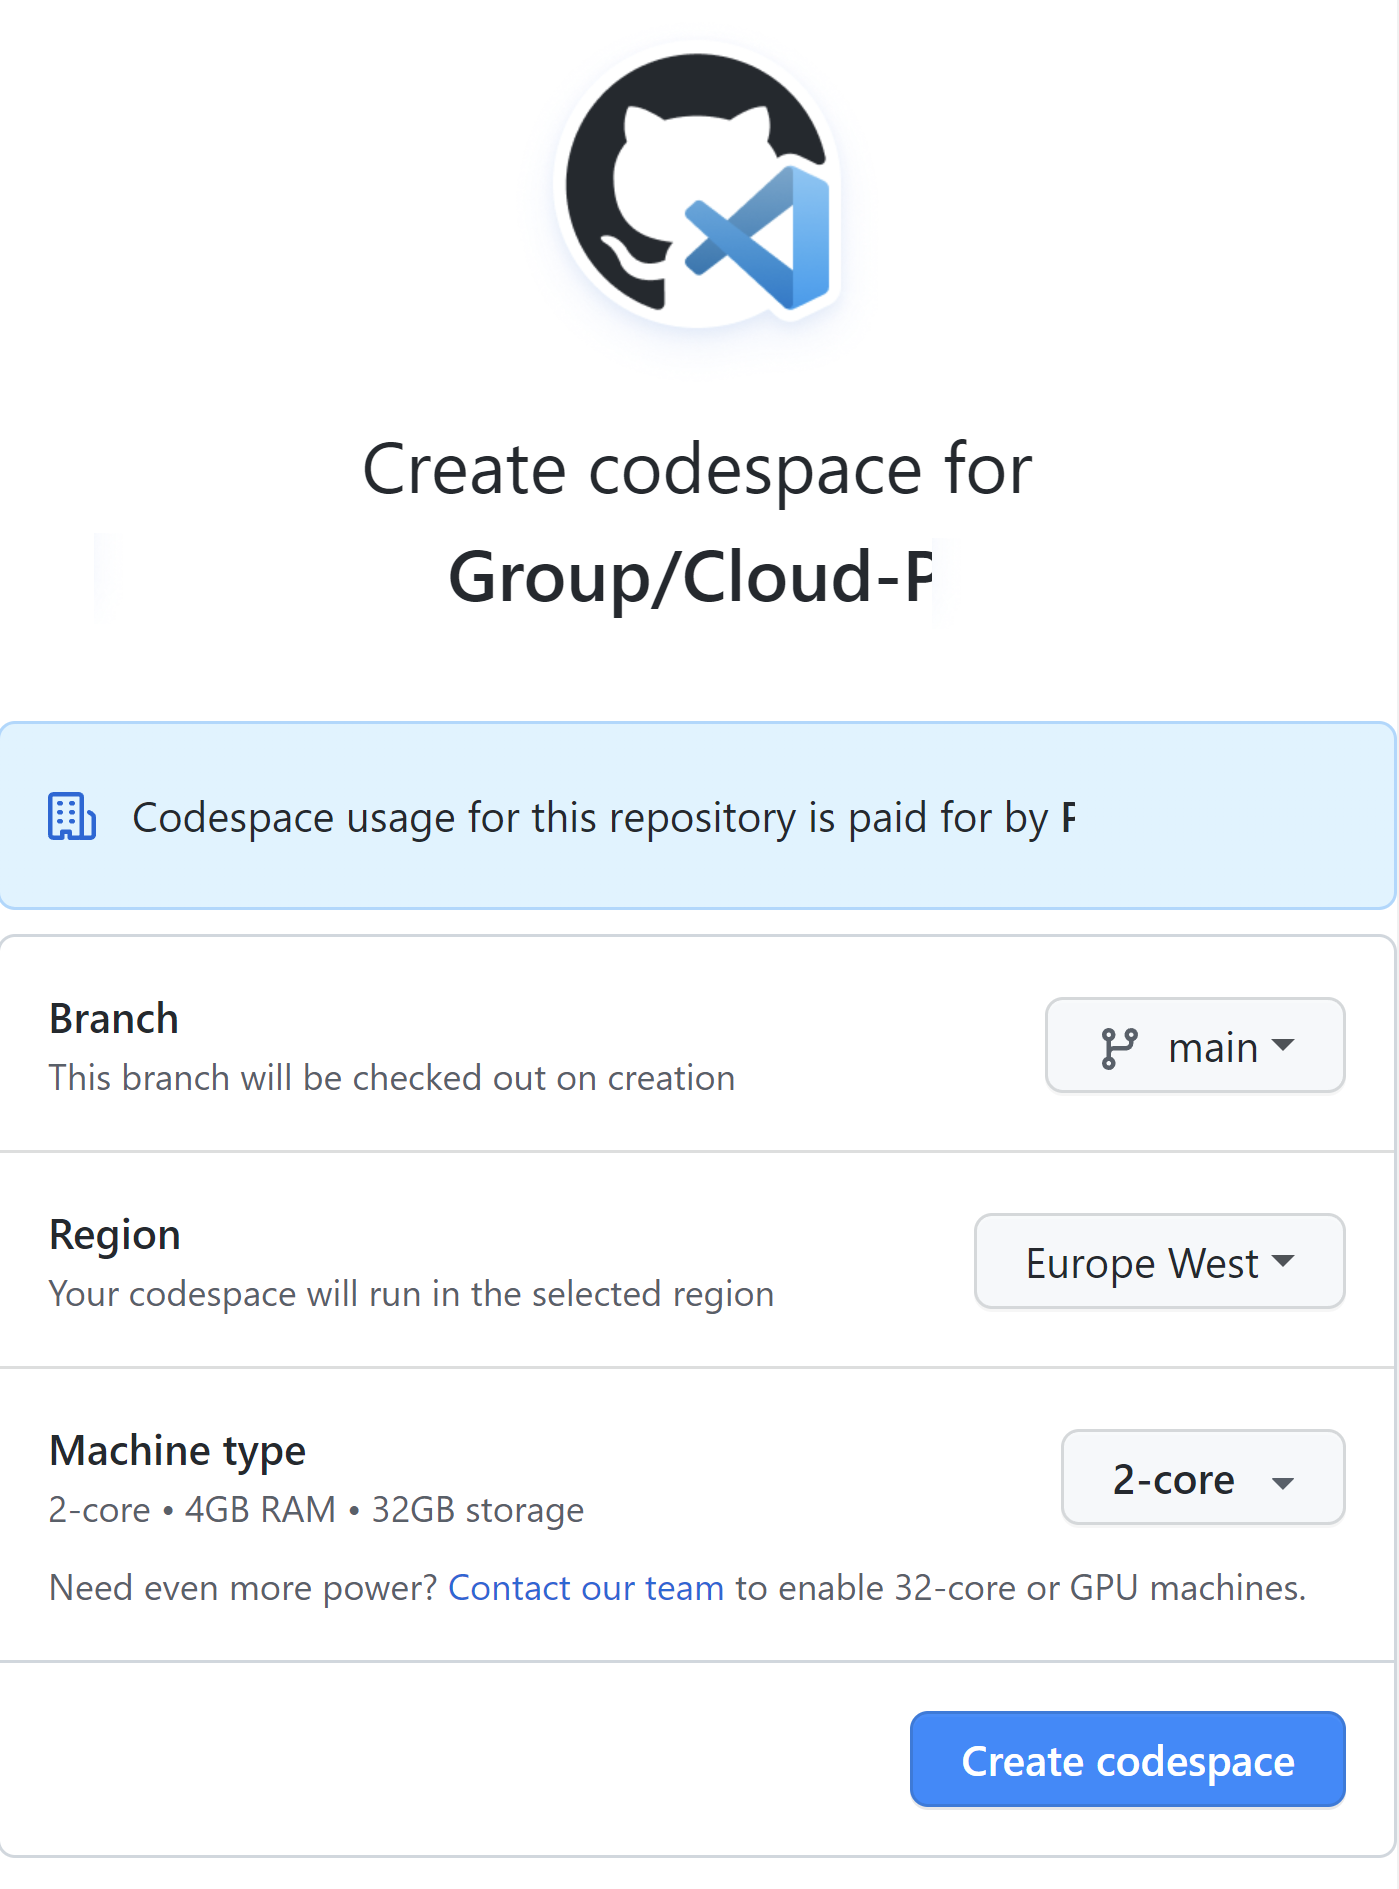 Create codespace for
Group/Cloud-P
Codespace usage for this repository is paid for by
Branch
This branch will be checked out on creation
main
Region
Your codespace will run in the selected region
Europe West
Machine type
2-core • 4GB RAM • 32GB storage
2-core
Need even more power? Contact our team to enable 32-core or GPU machines.
Create codespace